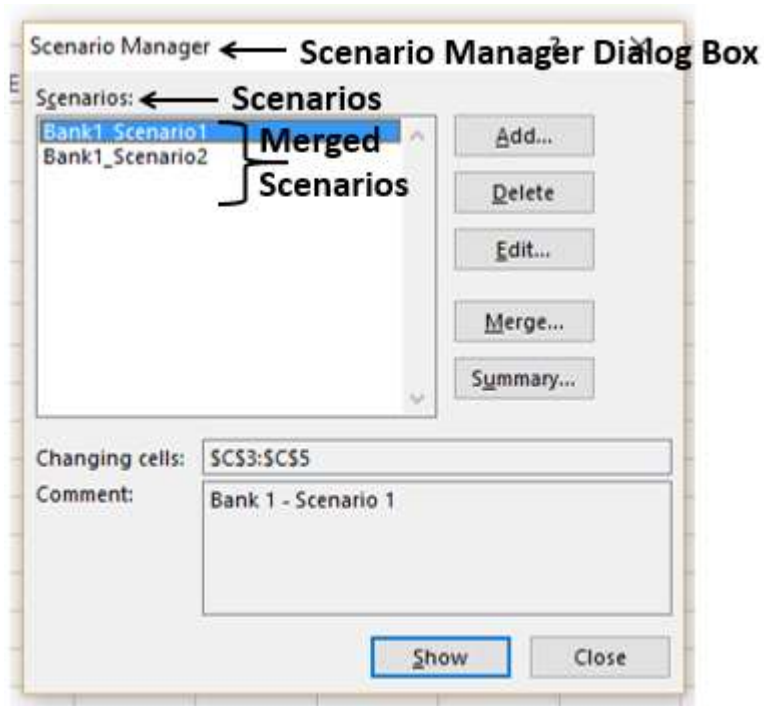 Scenario Manager Scenario Manager Dialog Box
E
Scenarios: Scenarios
Bank1_Scenario1
Bank1_Scenario2
Merged
Scenarios
Add...
Delete
Edit...
Merge...
Summary...
Changing cells: $C$3:$C$5
Comment: Bank 1 - Scenario 1
Show Close